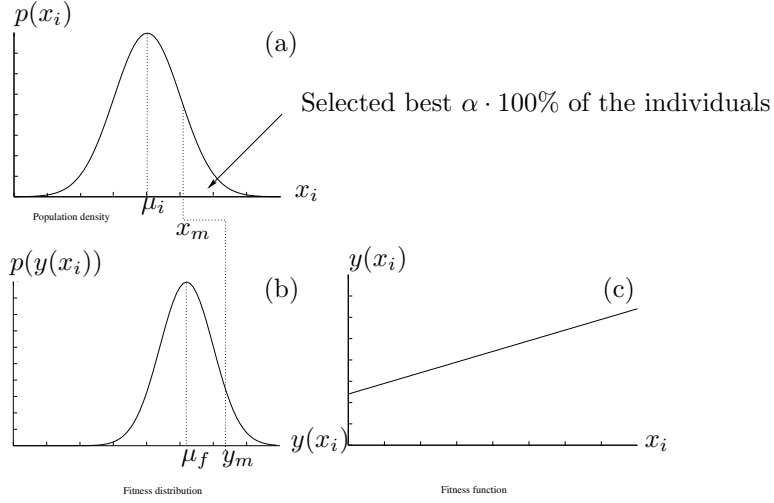 p(x_i)
(a)
Selected best α · 100% of the individuals
x_i
μ_i
Population density
x_m
p(y(x_i))
y(x_i)
(b)
(c)
y(x_i)
x_i
μ_f
y_m
Fitness distribution
Fitness function